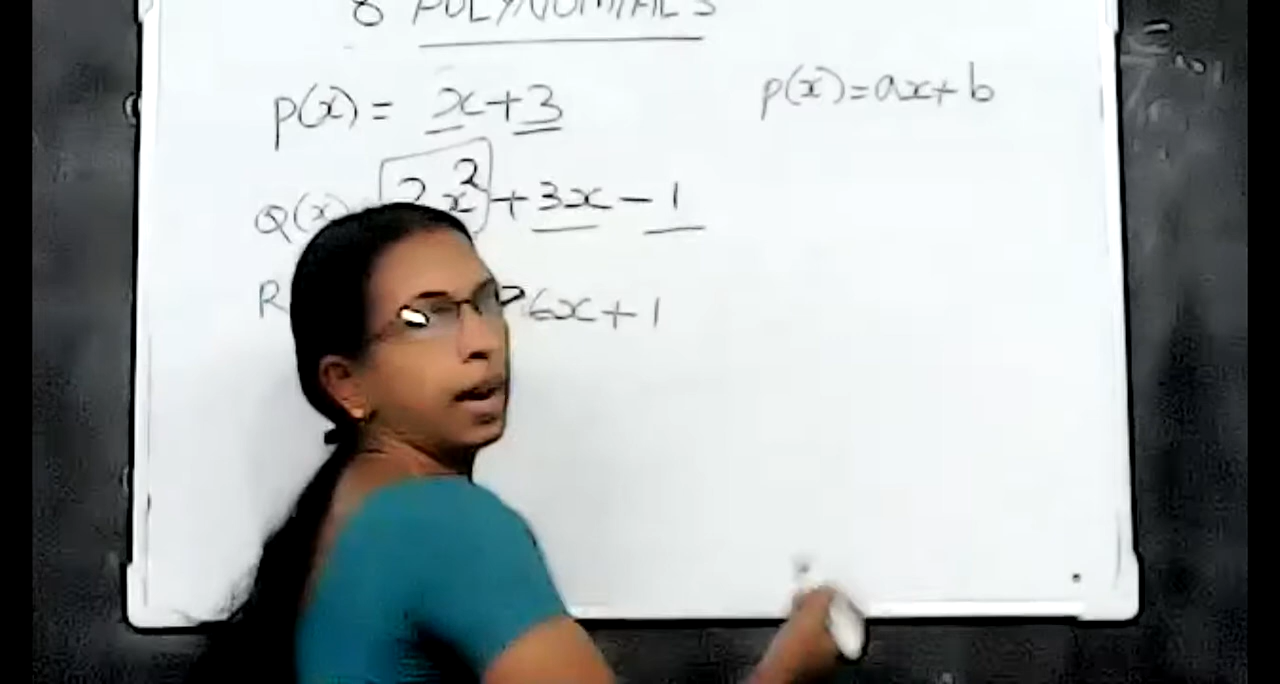 8 POLYNOMIALS
p(x) = x+3
p(x)=ax+b
Q(x) 2x² +3x - 1
R 6x+1